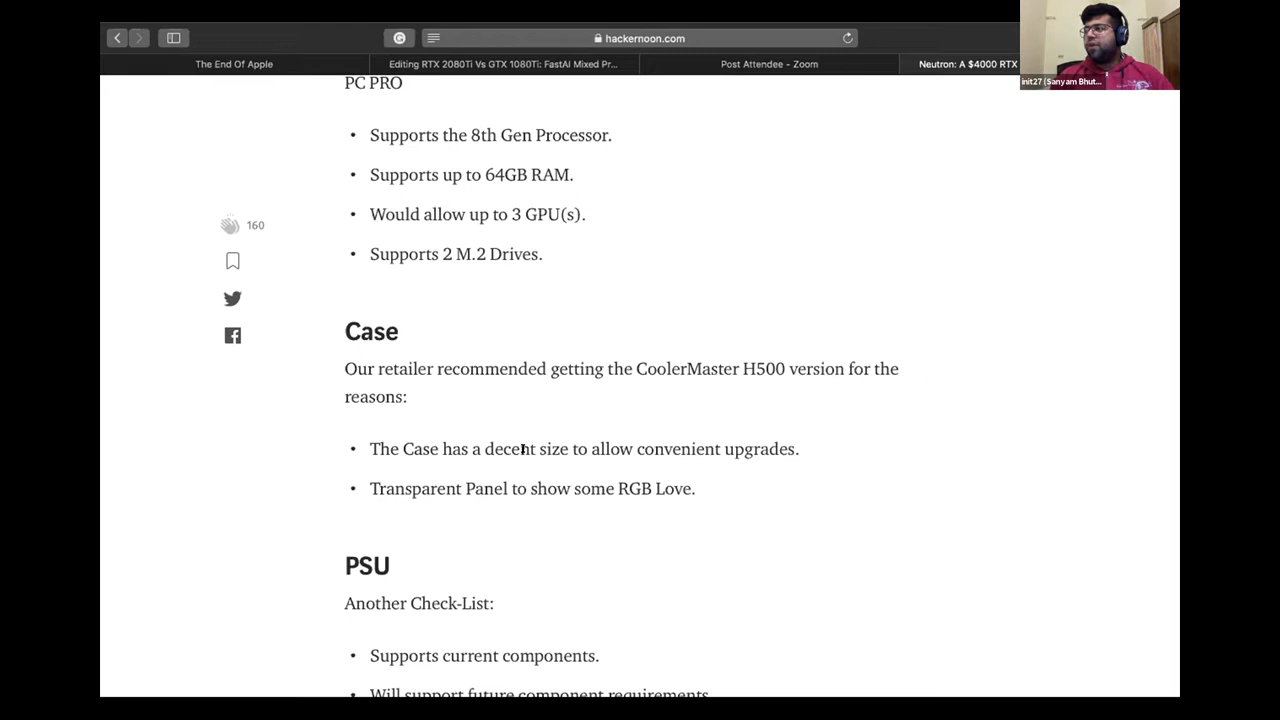 hackernoon.com
The End Of Apple
Editing RTX 2080Ti Vs GTX 1080Ti: FastAI Mixed Pr...
Post Attendee - Zoom
Neutron: A $4000 RTX
init27 (Sanyam Bhut...
PC PRO
• Supports the 8th Gen Processor.
• Supports up to 64GB RAM.
• Would allow up to 3 GPU(s).
• Supports 2 M.2 Drives.
160
Case
Our retailer recommended getting the CoolerMaster H500 version for the
reasons:
• The Case has a decent size to allow convenient upgrades.
• Transparent Panel to show some RGB Love.
PSU
Another Check-List:
• Supports current components.
• Will support future component requirements